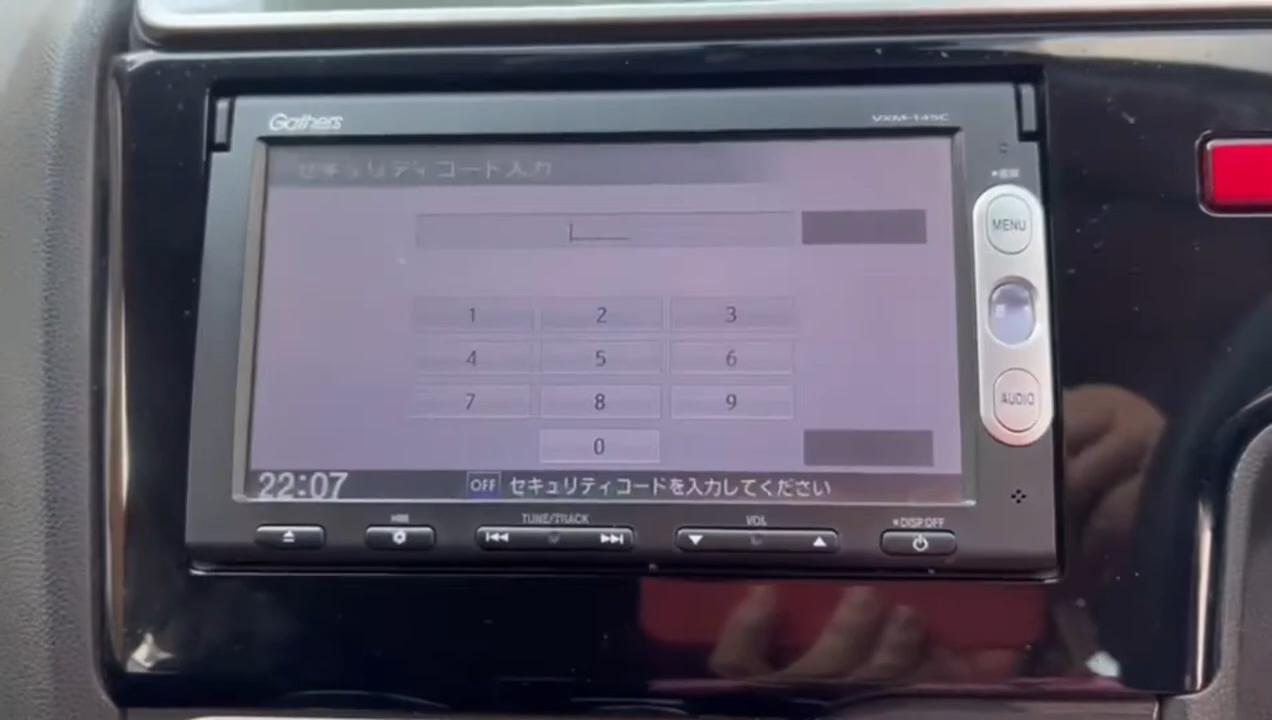 Gathers
VXM-145C
セキュリティコード入力
MENU
1 2 3
4 5 6
7 8 9
AUDIO
0
22:07 OFF セキュリティコードを入力してください
TUNE/TRACK
VOL
DISP OFF